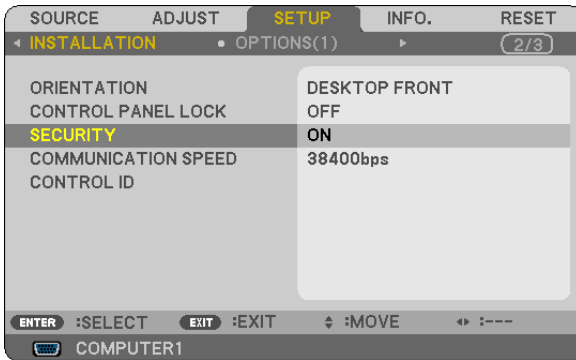 SOURCE ADJUST SETUP INFO. RESET
INSTALLATION • OPTIONS(1) 2/3
ORIENTATION DESKTOP FRONT
CONTROL PANEL LOCK OFF
SECURITY ON
COMMUNICATION SPEED 38400bps
CONTROL ID
ENTER :SELECT EXIT :EXIT :MOVE :---
COMPUTER1